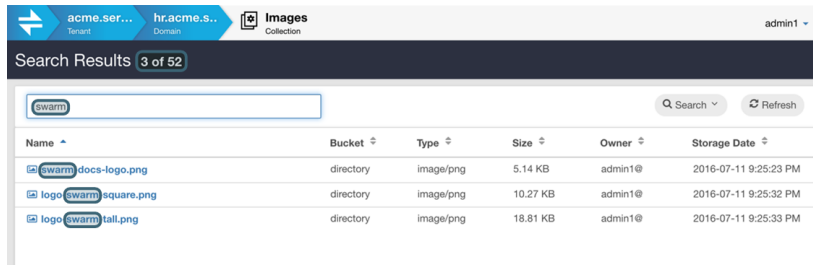 acme.ser... hr.acme.s.. Images
Tenant Domain Collection admin1
Search Results 3 of 52
swarm Search Refresh
Name Bucket Type Size Owner Storage Date
swarm-docs-logo.png directory image/png 5.14 KB admin1@ 2016-07-11 9:25:23 PM
logo-swarm-square.png directory image/png 10.27 KB admin1@ 2016-07-11 9:25:32 PM
logo-swarm-tall.png directory image/png 18.81 KB admin1@ 2016-07-11 9:25:33 PM